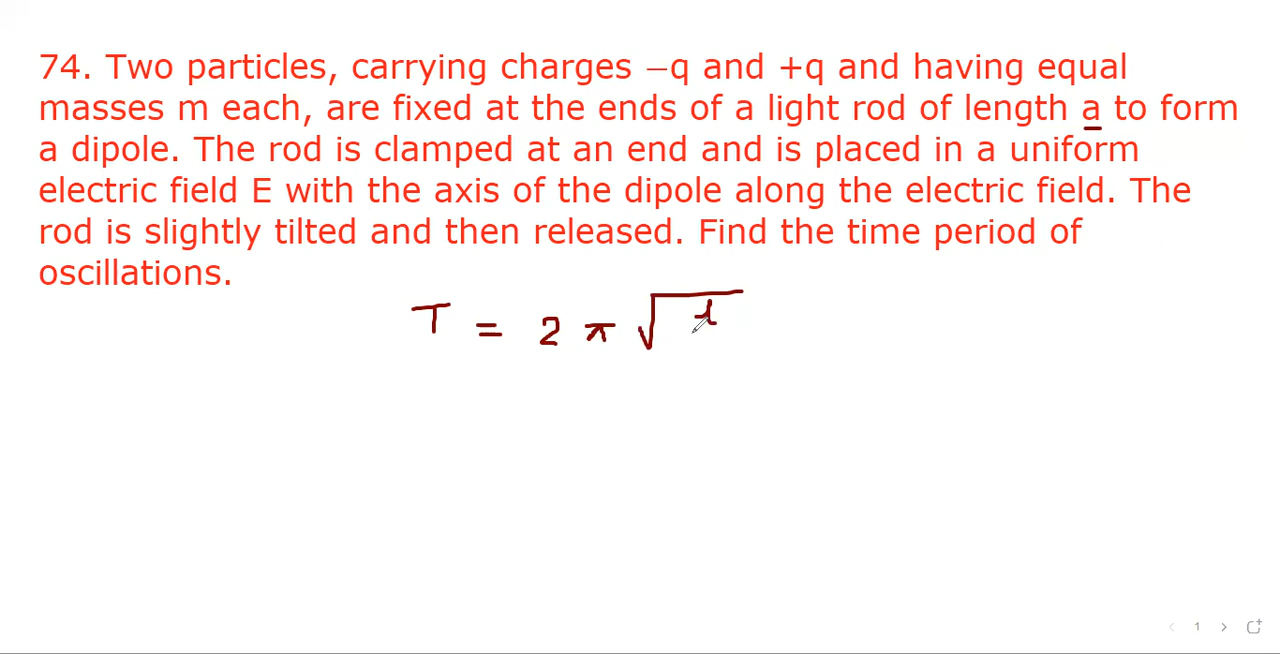 74. Two particles, carrying charges −q and +q and having equal
masses m each, are fixed at the ends of a light rod of length a to form
a dipole. The rod is clamped at an end and is placed in a uniform
electric field E with the axis of the dipole along the electric field. The
rod is slightly tilted and then released. Find the time period of
oscillations.
T = 2 π √
1